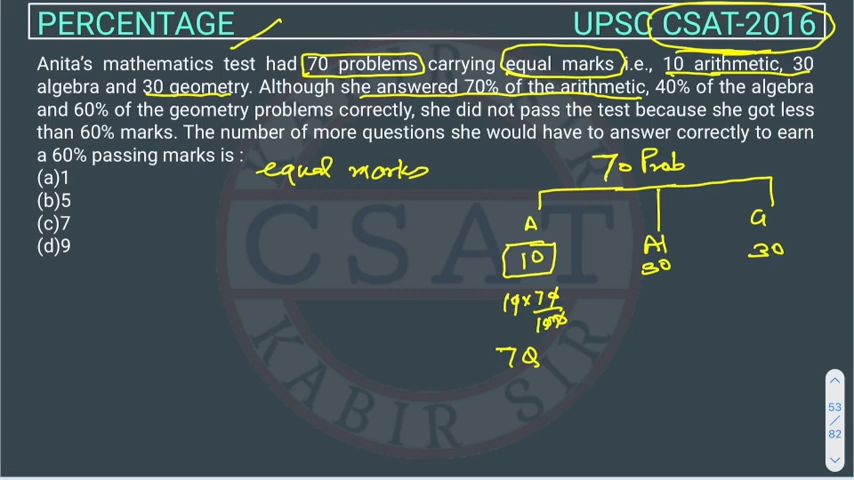 PERCENTAGE
UPSC CSAT-2016
Anita's mathematics test had 70 problems carrying equal marks i.e., 10 arithmetic, 30
algebra and 30 geometry. Although she answered 70% of the arithmetic, 40% of the algebra
and 60% of the geometry problems correctly, she did not pass the test because she got less
than 60% marks. The number of more questions she would have to answer correctly to earn
a 60% passing marks is :
(a)1
(b)5
(c)7
(d)9
equal marks
70 Prob
A
Al
G
10
30
30
10 x 70/100
7Q
CSAT
KABIR SIR
53
/
82